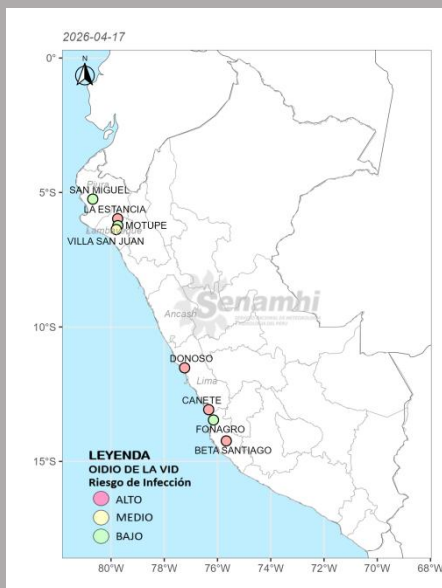 2026-04-17
N
0°
5°S
10°S
15°S
Piura
SAN MIGUEL
LA ESTANCIA
MOTUPE
VILLA SAN JUAN
Senamhi
Ancash
DONOSO
Lima
CAÑETE
FONAGRO
BETA SANTIAGO
LEYENDA
OIDIO DE LA VID
Riesgo de Infección
ALTO
MEDIO
BAJO
80°W
78°W
76°W
74°W
72°W
70°W
68°W